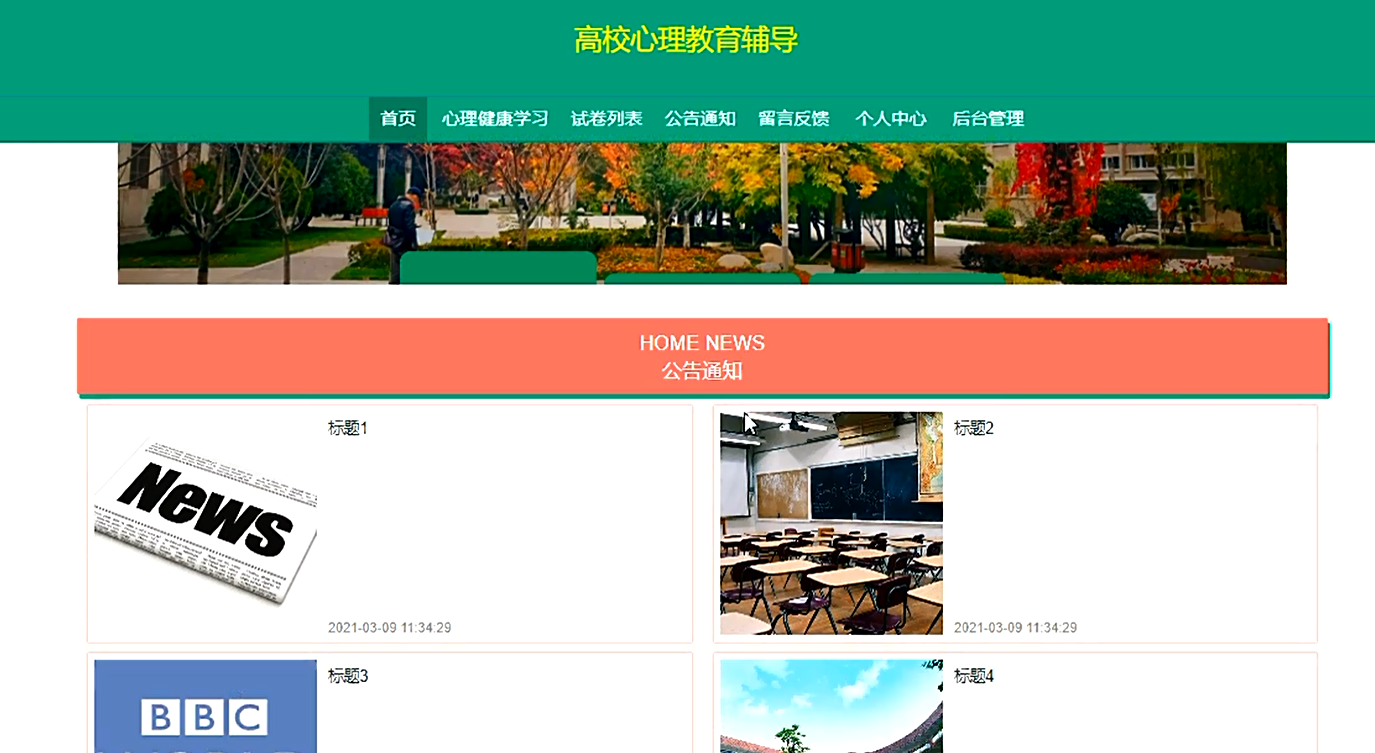 高校心理教育辅导
首页 心理健康学习 试卷列表 公告通知 留言反馈 个人中心 后台管理
HOME NEWS
公告通知
标题1
News
2021-03-09 11:34:29
标题2
2021-03-09 11:34:29
标题3
BBC
标题4